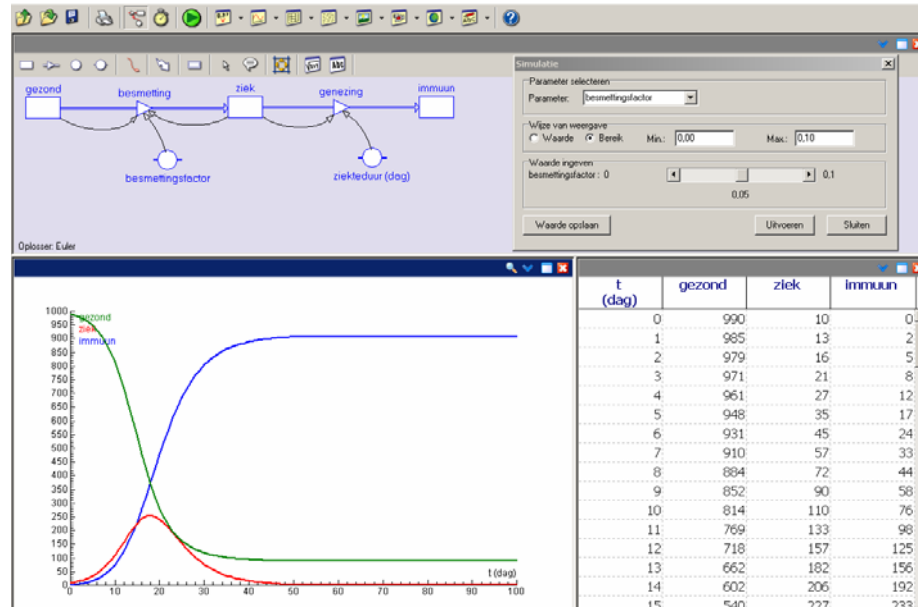 Abc
gezond
besmetting
ziek
genezing
immuun
besmettingsfactor
ziekteduur (dag)
Oplosser: Euler
Simulatie
Parameter selecteren
Parameter: besmettingsfactor
Wijze van weergave
Waarde Bereik Min.: 0,00 Max.: 0,10
Waarde ingeven
besmettingsfactor : 0 0,1
0,05
Waarde opslaan Uitvoeren Sluiten
1000
950
900
850
800
750
700
650
600
550
500
450
400
350
300
250
200
150
100
50
0
gezond
ziek
immuun
t (dag)
0 10 20 30 40 50 60 70 80 90 100
t (dag) gezond ziek immuun
0 990 10 0
1 985 13 2
2 979 16 5
3 971 21 8
4 961 27 12
5 948 35 17
6 931 45 24
7 910 57 33
8 884 72 44
9 852 90 58
10 814 110 76
11 769 133 98
12 718 157 125
13 662 182 156
14 602 206 192
15 540 227 233